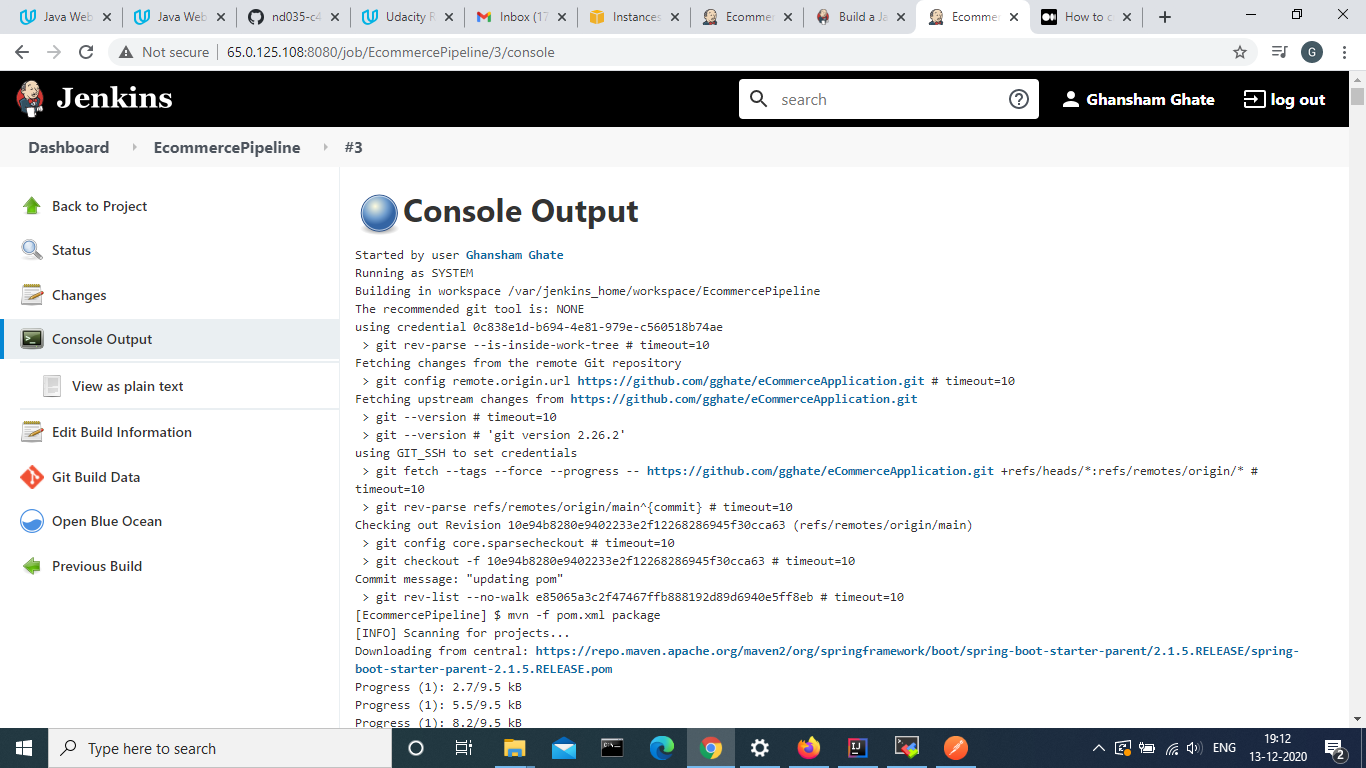 Java Web
Java Web
nd035-c4
Udacity R
Inbox (17
Instances
Ecommer
Build a Ja
Ecommer
How to c
Not secure | 65.0.125.108:8080/job/EcommercePipeline/3/console
G
Jenkins
search
Ghansham Ghate
log out
Dashboard
EcommercePipeline
#3
Back to Project
Status
Changes
Console Output
View as plain text
Edit Build Information
Git Build Data
Open Blue Ocean
Previous Build
Console Output
Started by user Ghansham Ghate
Running as SYSTEM
Building in workspace /var/jenkins_home/workspace/EcommercePipeline
The recommended git tool is: NONE
using credential 0c838e1d-b694-4e81-979e-c560518b74ae
> git rev-parse --is-inside-work-tree # timeout=10
Fetching changes from the remote Git repository
> git config remote.origin.url https://github.com/gghate/eCommerceApplication.git # timeout=10
Fetching upstream changes from https://github.com/gghate/eCommerceApplication.git
> git --version # timeout=10
> git --version # 'git version 2.26.2'
using GIT_SSH to set credentials
> git fetch --tags --force --progress -- https://github.com/gghate/eCommerceApplication.git +refs/heads/*:refs/remotes/origin/* #
timeout=10
> git rev-parse refs/remotes/origin/main^{commit} # timeout=10
Checking out Revision 10e94b8280e9402233e2f12268286945f30cca63 (refs/remotes/origin/main)
> git config core.sparsecheckout # timeout=10
> git checkout -f 10e94b8280e9402233e2f12268286945f30cca63 # timeout=10
Commit message: "updating pom"
> git rev-list --no-walk e85065a3c2f47467ffb888192d89d6940e5ff8eb # timeout=10
[EcommercePipeline] $ mvn -f pom.xml package
[INFO] Scanning for projects...
Downloading from central: https://repo.maven.apache.org/maven2/org/springframework/boot/spring-boot-starter-parent/2.1.5.RELEASE/spring-
boot-starter-parent-2.1.5.RELEASE.pom
Progress (1): 2.7/9.5 kB
Progress (1): 5.5/9.5 kB
Progress (1): 8.2/9.5 kB
Type here to search
ENG
19:12
13-12-2020
2